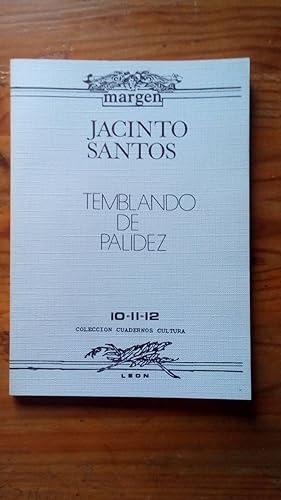 margen
JACINTO
SANTOS
TEMBLANDO
DE
PALIDEZ
10-11-12
COLECCION CUADERNOS CULTURA
LEON